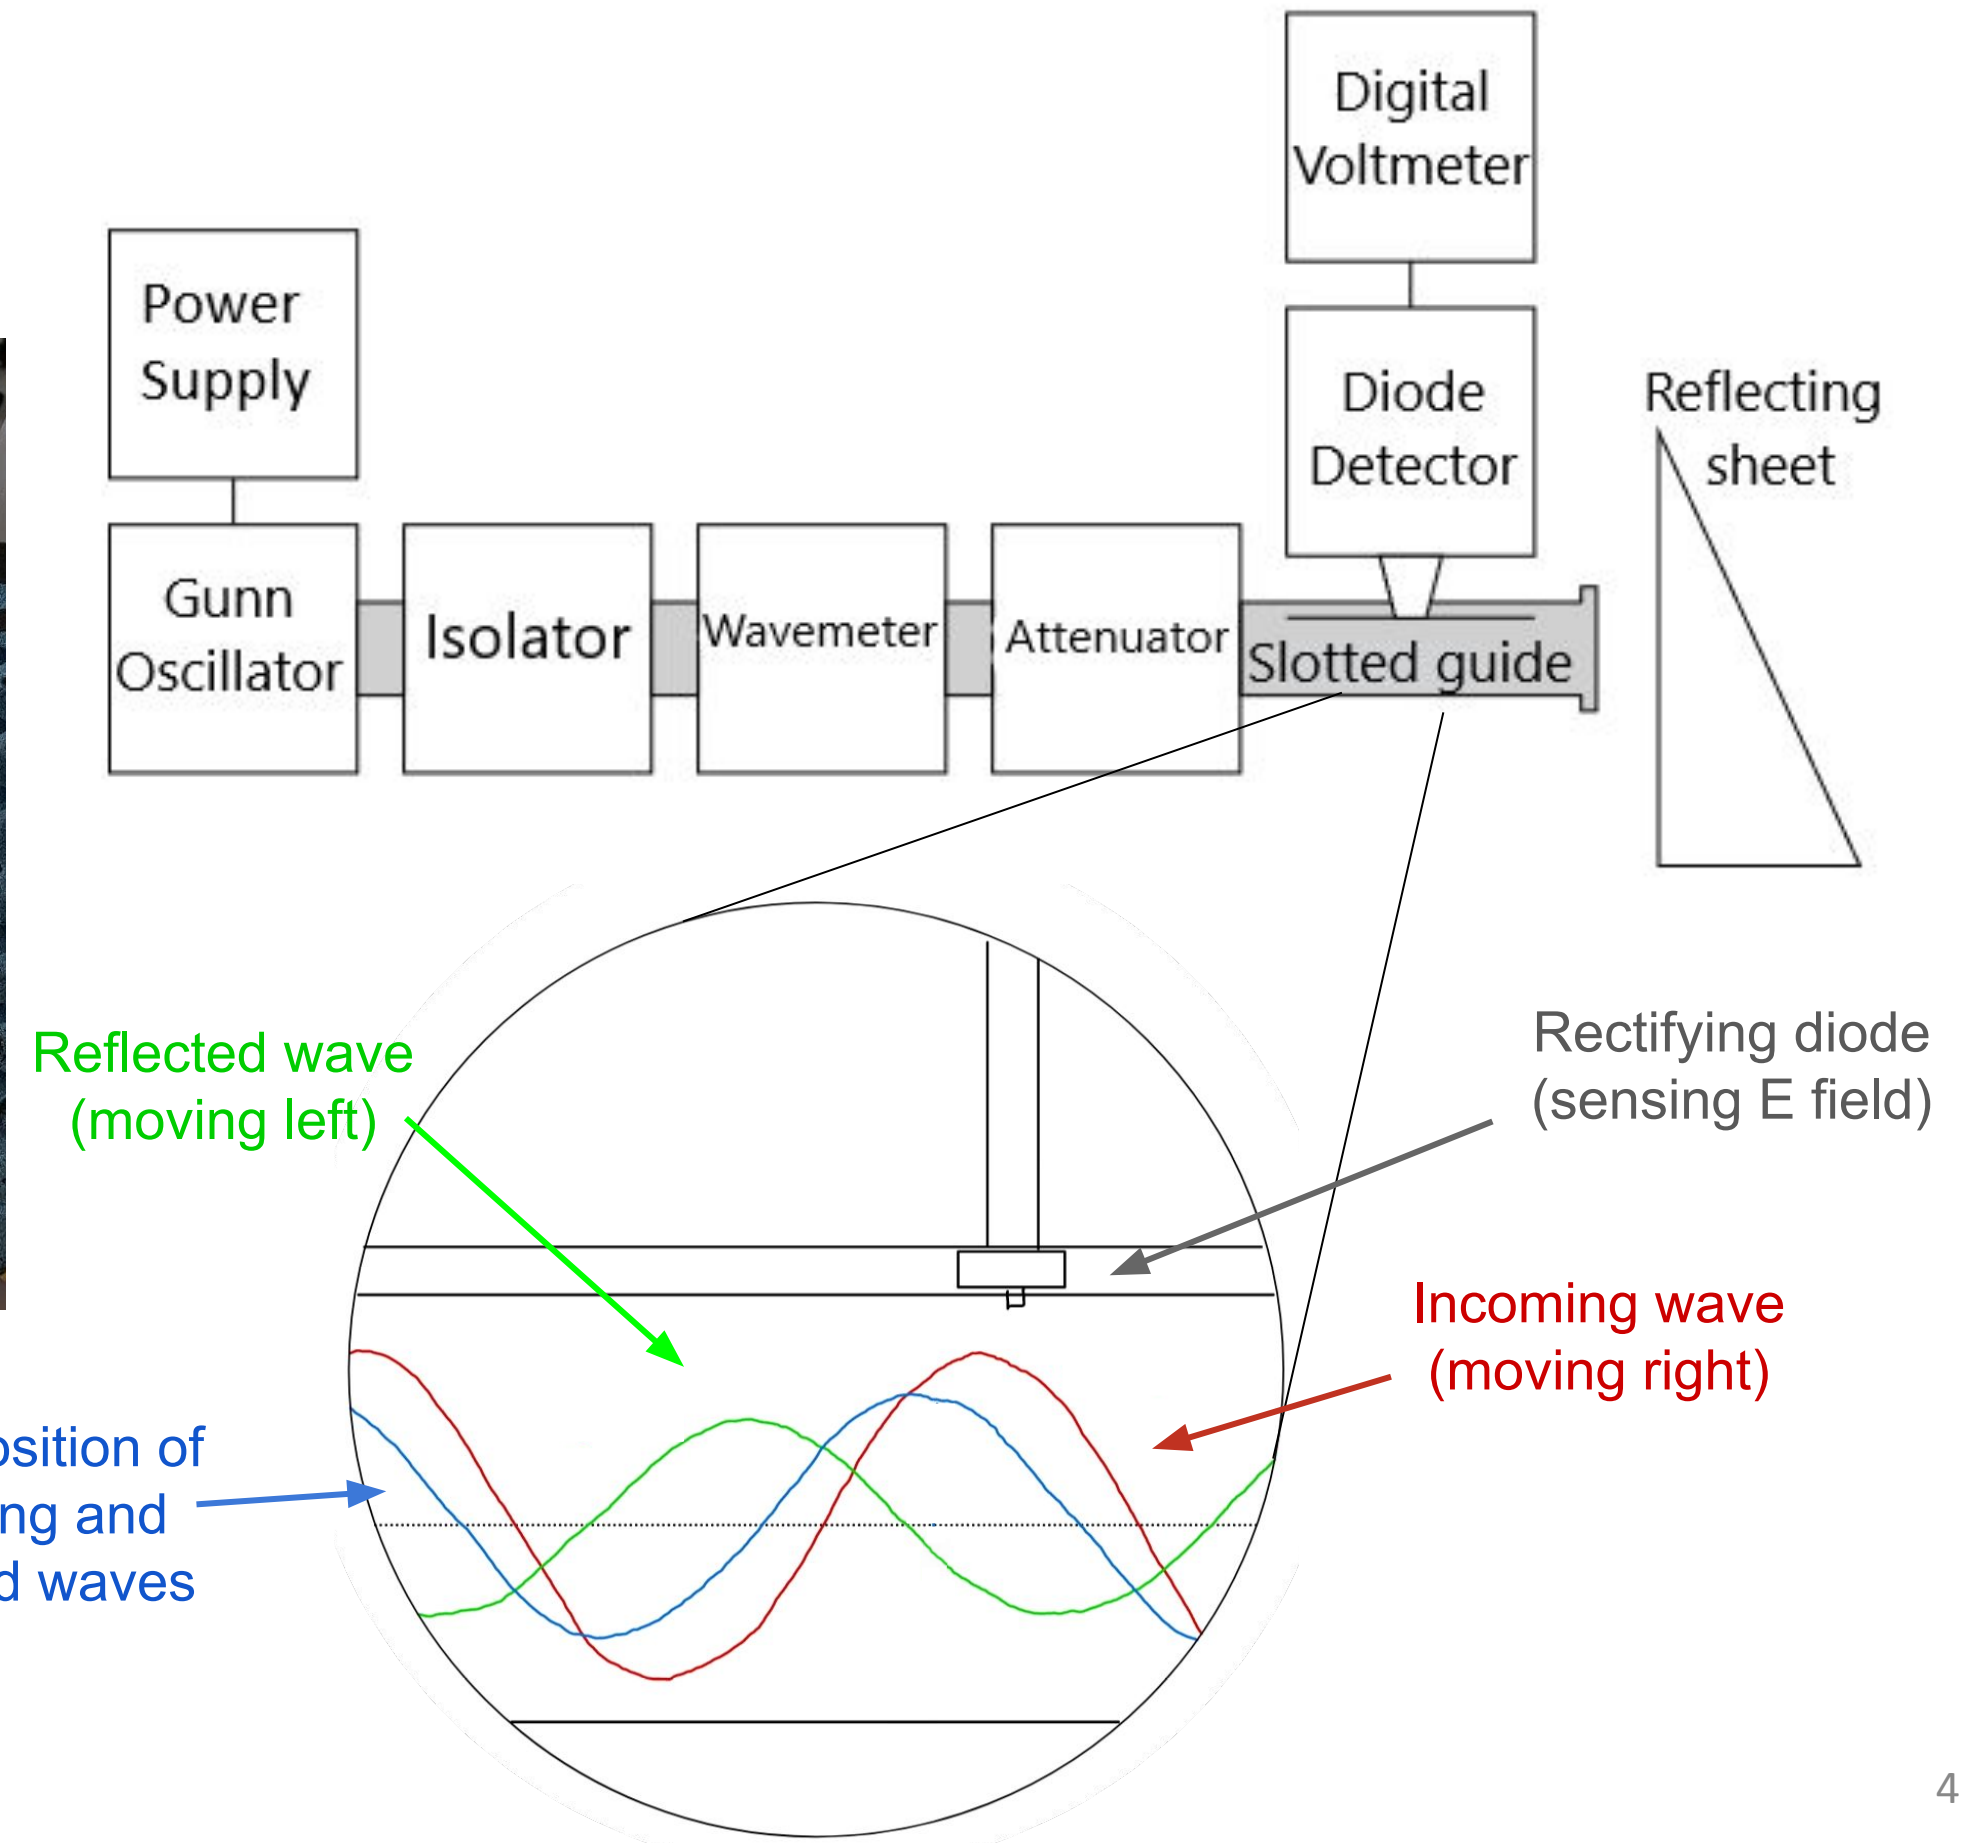 Digital
Voltmeter
Power
Supply
Diode
Detector
Reflecting
sheet
Gunn
Oscillator
Isolator
Wavemeter
Attenuator
Slotted guide
Reflected wave
(moving left)
Rectifying diode
(sensing E field)
Incoming wave
(moving right)
osition of
ng and
d waves
4